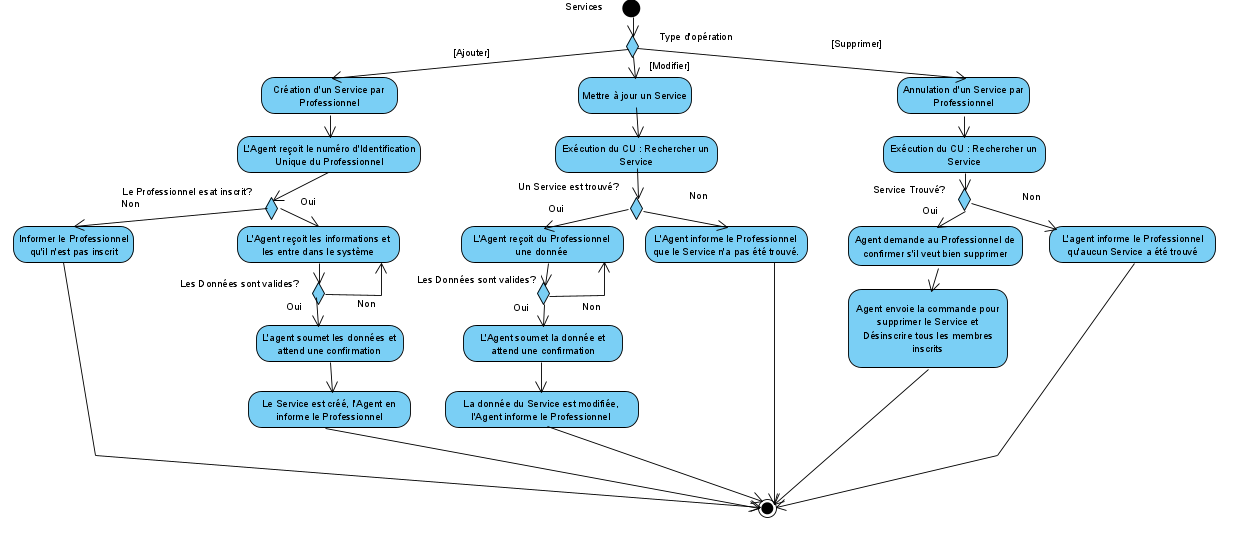 Services
Type d'opération
[Ajouter]
[Modifier]
[Supprimer]
Création d'un Service par
Professionnel
Mettre à jour un Service
Annulation d'un Service par
Professionnel
L'Agent reçoit le numéro d'Identification
Unique du Professionnel
Exécution du CU : Rechercher un
Service
Exécution du CU : Rechercher un
Service
Le Professionnel esat inscrit?
Non
Oui
Un Service est trouvé?
Oui
Non
Service Trouvé?
Oui
Non
Informer le Professionnel
qu'il n'est pas inscrit
L'Agent reçoit les informations et
les entre dans le système
L'Agent reçoit du Professionnel
une donnée
L'Agent informe le Professionnel
que le Service n'a pas été trouvé.
Agent demande au Professionnel de
confirmer s'il veut bien supprimer
L'agent informe le Professionnel
qu'aucun Service a été trouvé
Les Données sont valides?
Oui
Non
Les Données sont valides?
Oui
Non
Agent envoie la commande pour
supprimer le Service et
Désinscrire tous les membres
inscrits
L'agent soumet les données et
attend une confirmation
L'Agent soumet la donnée et
attend une confirmation
Le Service est créé, l'Agent en
informe le Professionnel
La donnée du Service est modifiée,
l'Agent informe le Professionnel